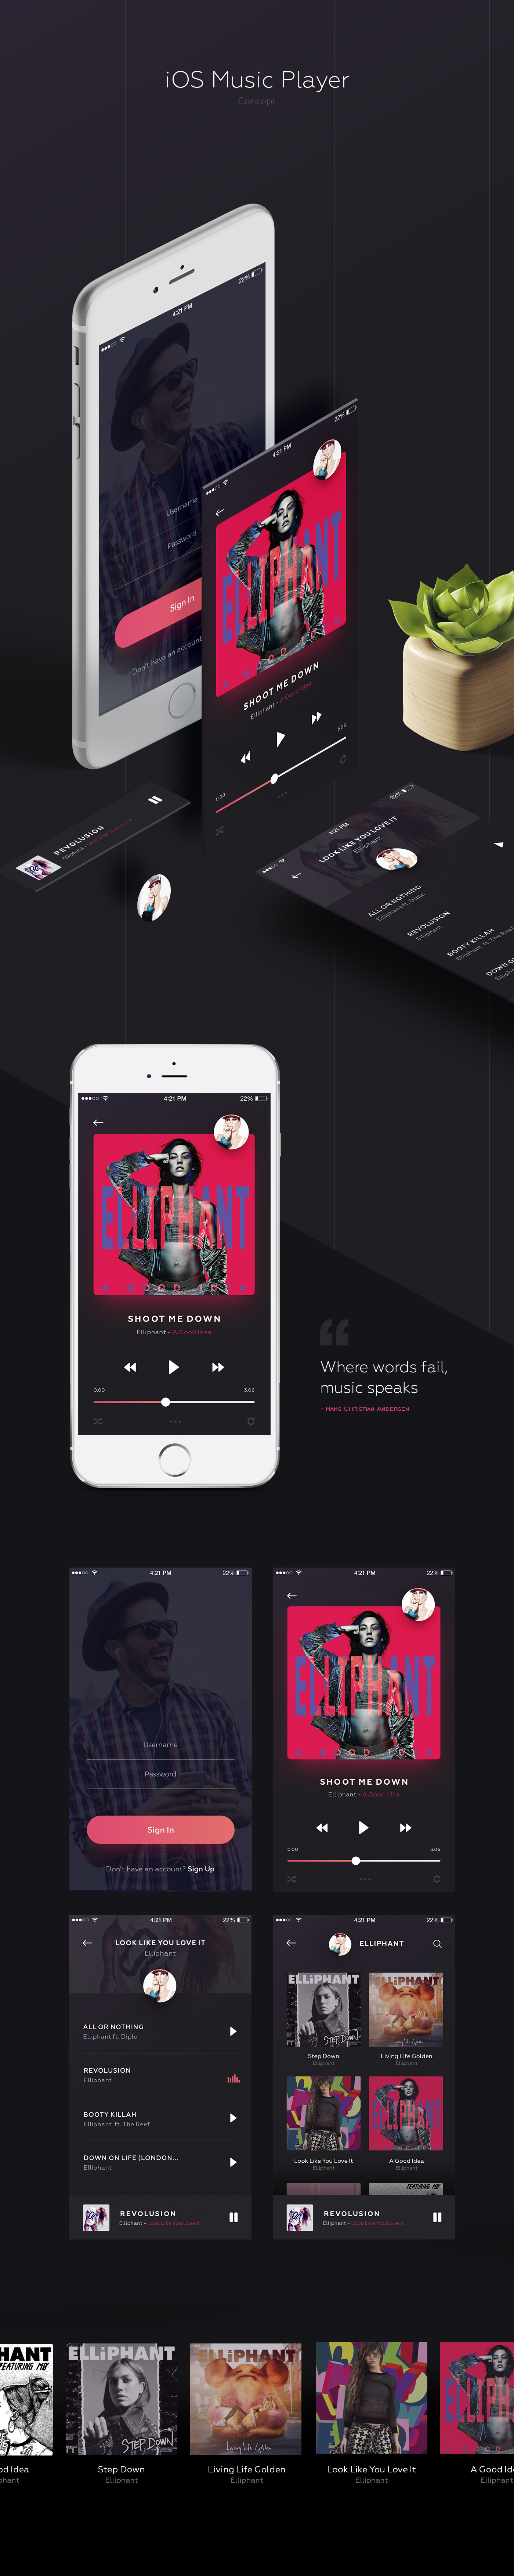 iOS Music Player
Concept
4:21 PM
22%
Username
Password
Sign In
Don't have an account
4:21 PM
22%
ELLIPHANT
A GOOD IDEA
SHOOT ME DOWN
Elliphant - A Good Idea
0.00
3.06
REVOLUSION
Elliphant - Look Like You Love It
22%
LOOK LIKE YOU LOVE IT
Elliphant
ALL OR NOTHING
Elliphant ft. Diplo
REVOLUSION
Elliphant
BOOTY KILLAH
Elliphant ft. The Reef
4:21 PM
22%
ELLIPHANT
A GOOD IDEA
SHOOT ME DOWN
Elliphant - A Good Idea
0.00
3.06
“
Where words fail,
music speaks
- Hans Christian Andersen
4:21 PM
22%
Username
Password
Sign In
Don't have an account? Sign Up
4:21 PM
22%
ELLIPHANT
A GOOD IDEA
SHOOT ME DOWN
Elliphant - A Good Idea
0.00
3.06
4:21 PM
22%
LOOK LIKE YOU LOVE IT
Elliphant
ALL OR NOTHING
Elliphant ft. Diplo
REVOLUSION
Elliphant
BOOTY KILLAH
Elliphant ft. The Reef
DOWN ON LIFE (LONDON...
Elliphant
REVOLUSION
Elliphant - Look Like You Love It
4:21 PM
22%
ELLIPHANT
ELLiPHANT
STEP DOWN
ELLiPHANT
Living Life Golden
Step Down
Elliphant
Living Life Golden
Elliphant
Look Like You Love It
Elliphant
A Good Idea
Elliphant
FEATURING MØ
REVOLUSION
Elliphant - Look Like You Love It
HANT
FEATURING MØ
ELLiPHANT
STEP DOWN
ELLiPHANT
Living Life Golden
od Idea
phant
Step Down
Elliphant
Living Life Golden
Elliphant
Look Like You Love It
Elliphant
A Good Id
Elliphant